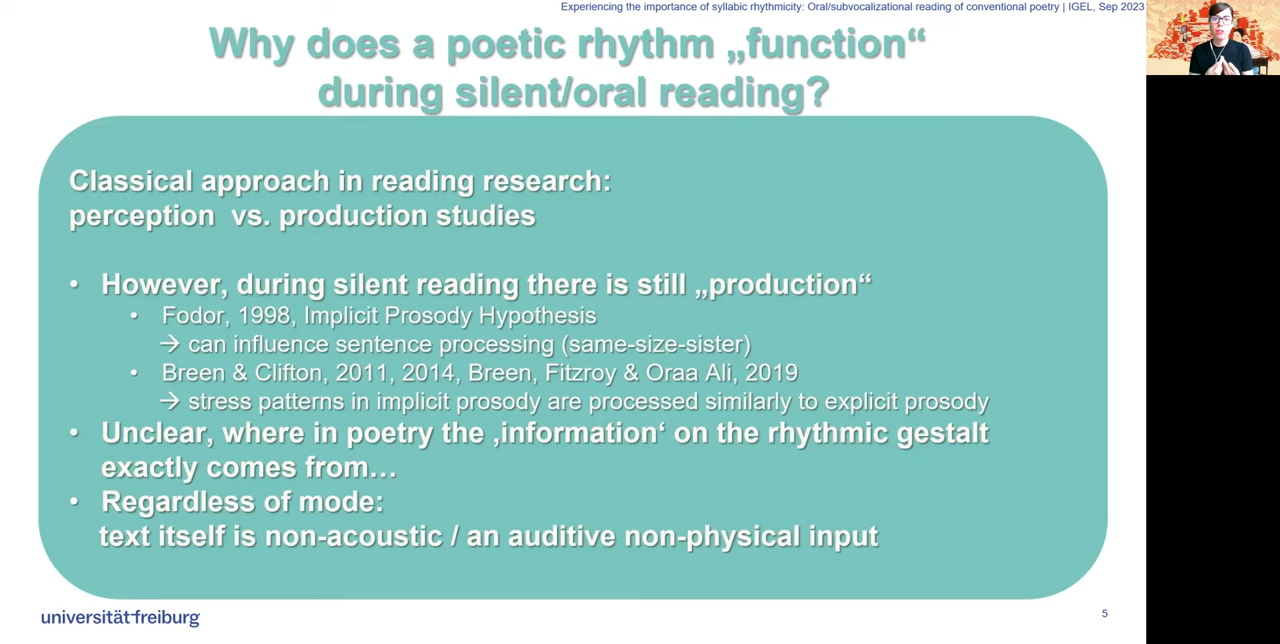 Experiencing the importance of syllabic rhythmicity: Oral/subvocalizational reading of conventional poetry | IGEL, Sep 2023
Why does a poetic rhythm „function“
during silent/oral reading?
Classical approach in reading research:
perception vs. production studies
• However, during silent reading there is still „production“
• Fodor, 1998, Implicit Prosody Hypothesis
→ can influence sentence processing (same-size-sister)
• Breen & Clifton, 2011, 2014, Breen, Fitzroy & Oraa Ali, 2019
→ stress patterns in implicit prosody are processed similarly to explicit prosody
• Unclear, where in poetry the ‚information‘ on the rhythmic gestalt
exactly comes from…
• Regardless of mode:
text itself is non-acoustic / an auditive non-physical input
universität freiburg
5